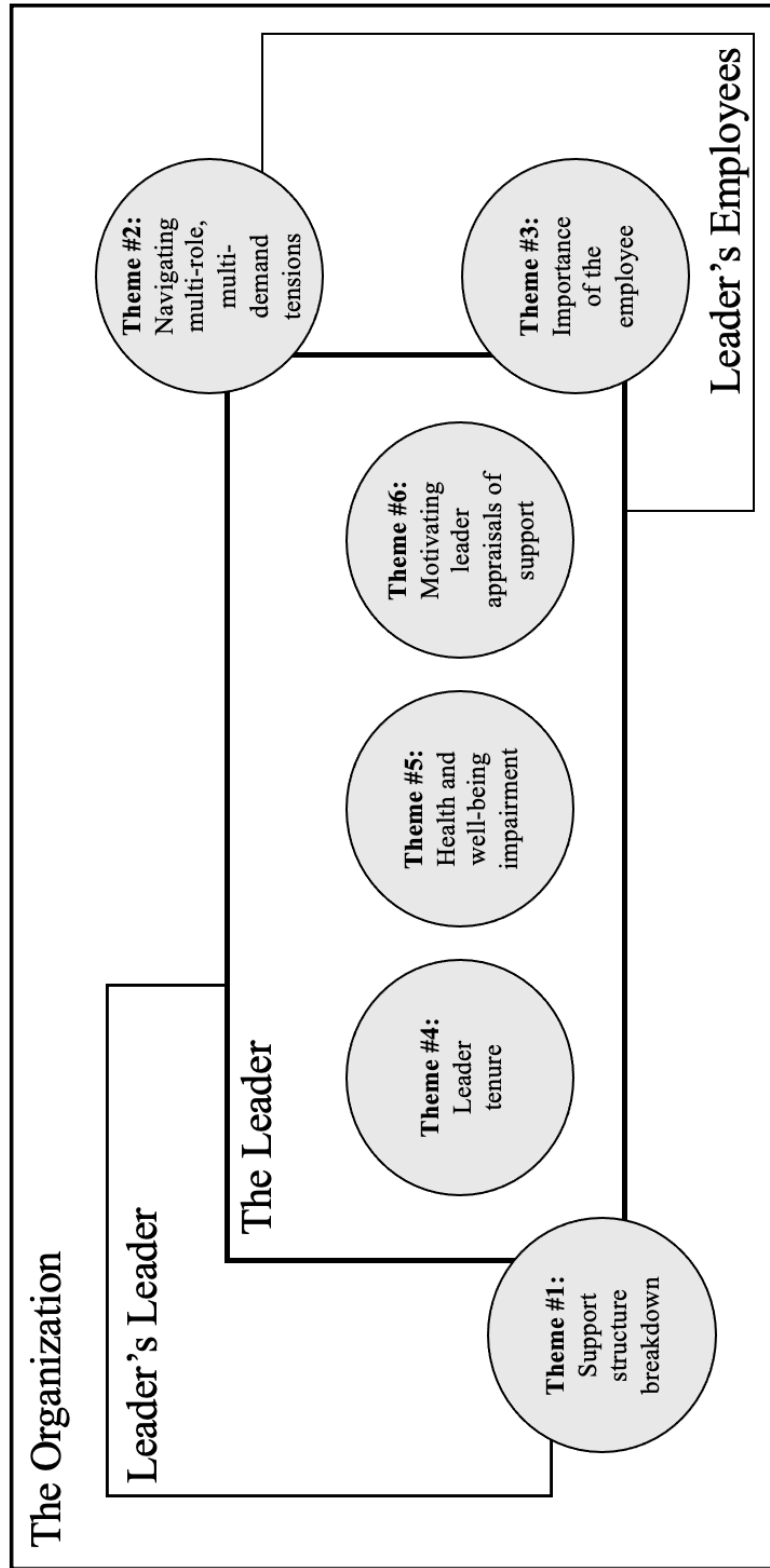 The Organization
Leader’s Leader
The Leader
Theme #1:
Support
structure
breakdown
Theme #4:
Leader
tenure
Theme #5:
Health and
well-being
impairment
Theme #6:
Motivating
leader
appraisals of
support
Theme #2:
Navigating
multi-role,
multi-
demand
tensions
Theme #3:
Importance
of the
employee
Leader’s Employees